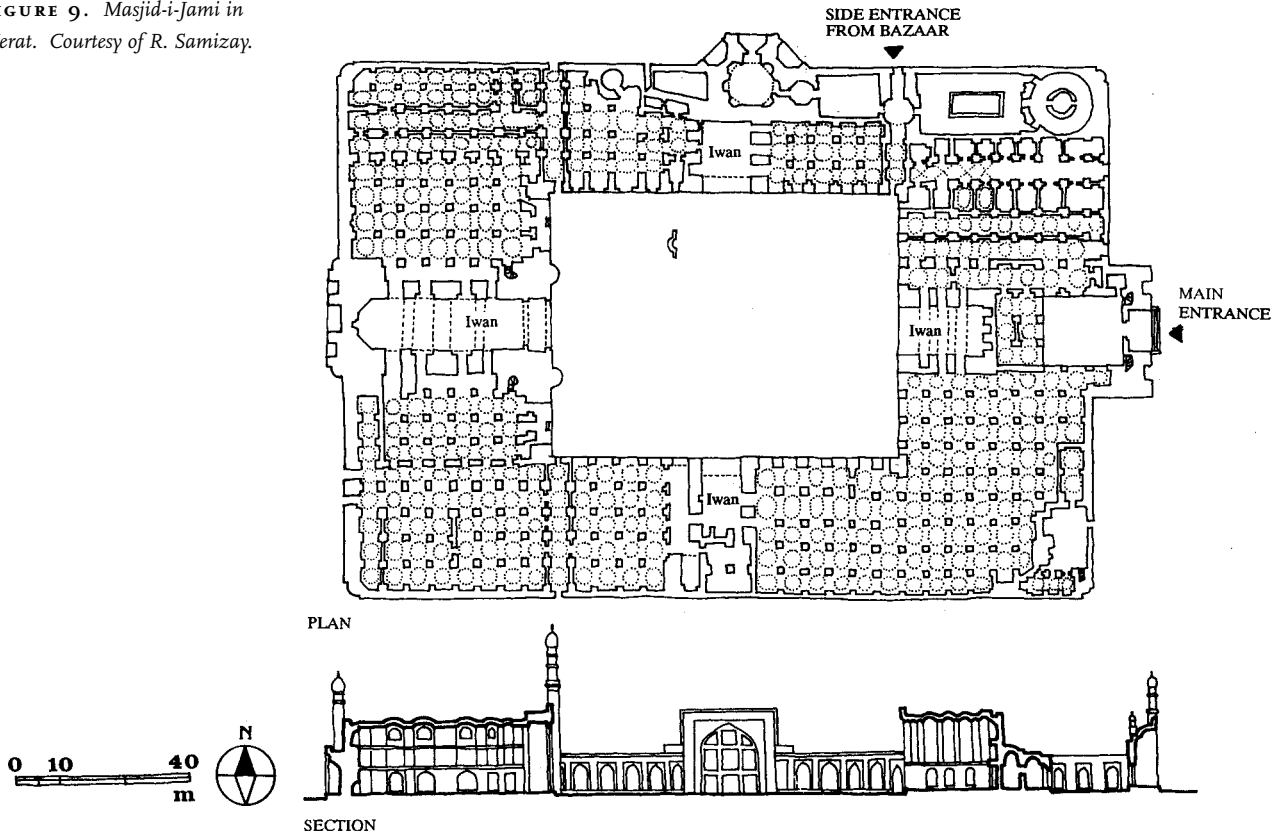 IGURE 9. Masjid-i-Jami in
erat. Courtesy of R. Samizay.
SIDE ENTRANCE
FROM BAZAAR
Iwan
Iwan
Iwan
MAIN
ENTRANCE
Iwan
PLAN
N
0 10 40
m
SECTION